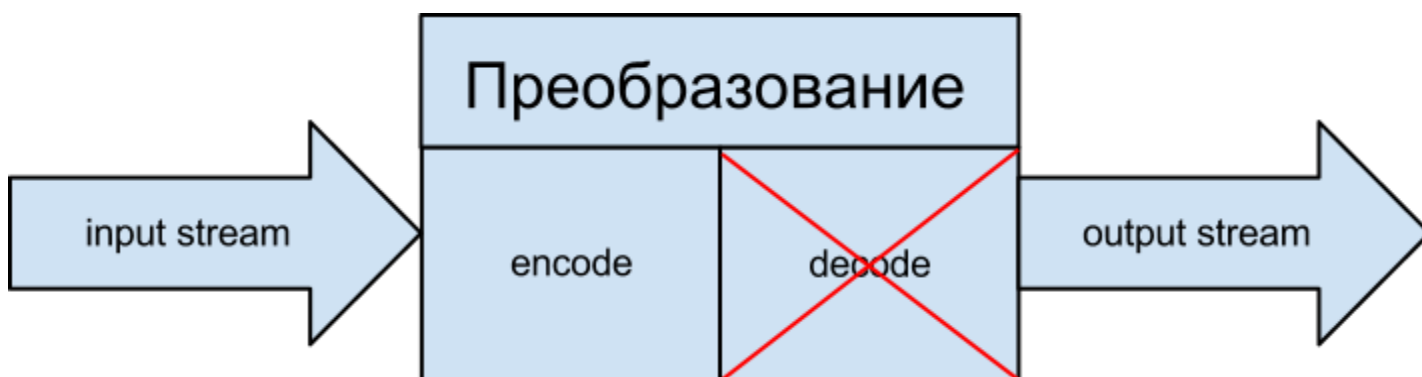 Преобразование
input stream
encode
decode
output stream